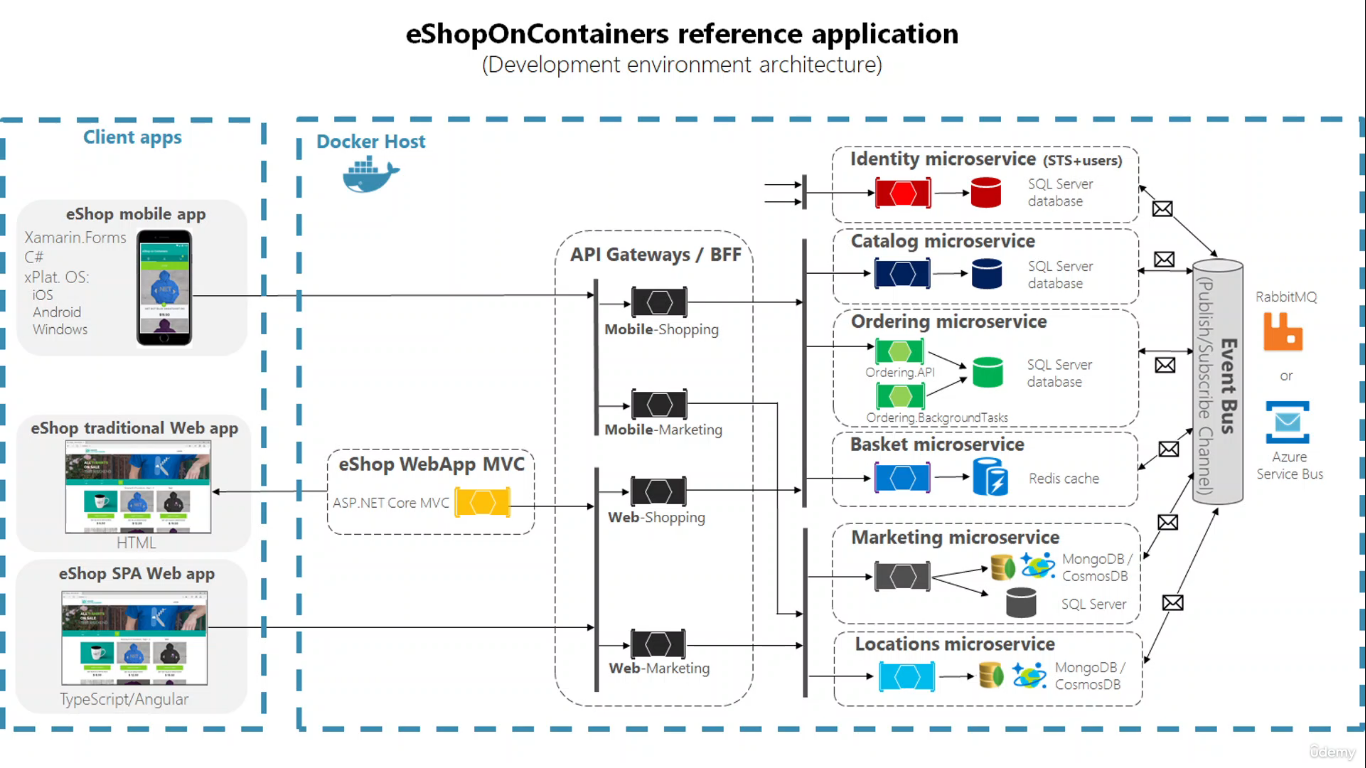 eShopOnContainers reference application
(Development environment architecture)
Client apps
eShop mobile app
Xamarin.Forms
C#
xPlat. OS:
iOS
Android
Windows
eShop traditional Web app
HTML
eShop SPA Web app
TypeScript/Angular
Docker Host
eShop WebApp MVC
ASP.NET Core MVC
API Gateways / BFF
Mobile-Shopping
Mobile-Marketing
Web-Shopping
Web-Marketing
Identity microservice (STS+users)
SQL Server
database
Catalog microservice
SQL Server
database
Ordering microservice
Ordering.API
Ordering.BackgroundTasks
SQL Server
database
Basket microservice
Redis cache
Marketing microservice
MongoDB /
CosmosDB
SQL Server
Locations microservice
MongoDB /
CosmosDB
Event Bus
(Publish/Subscribe Channel)
RabbitMQ
or
Azure
Service Bus
ûdemy